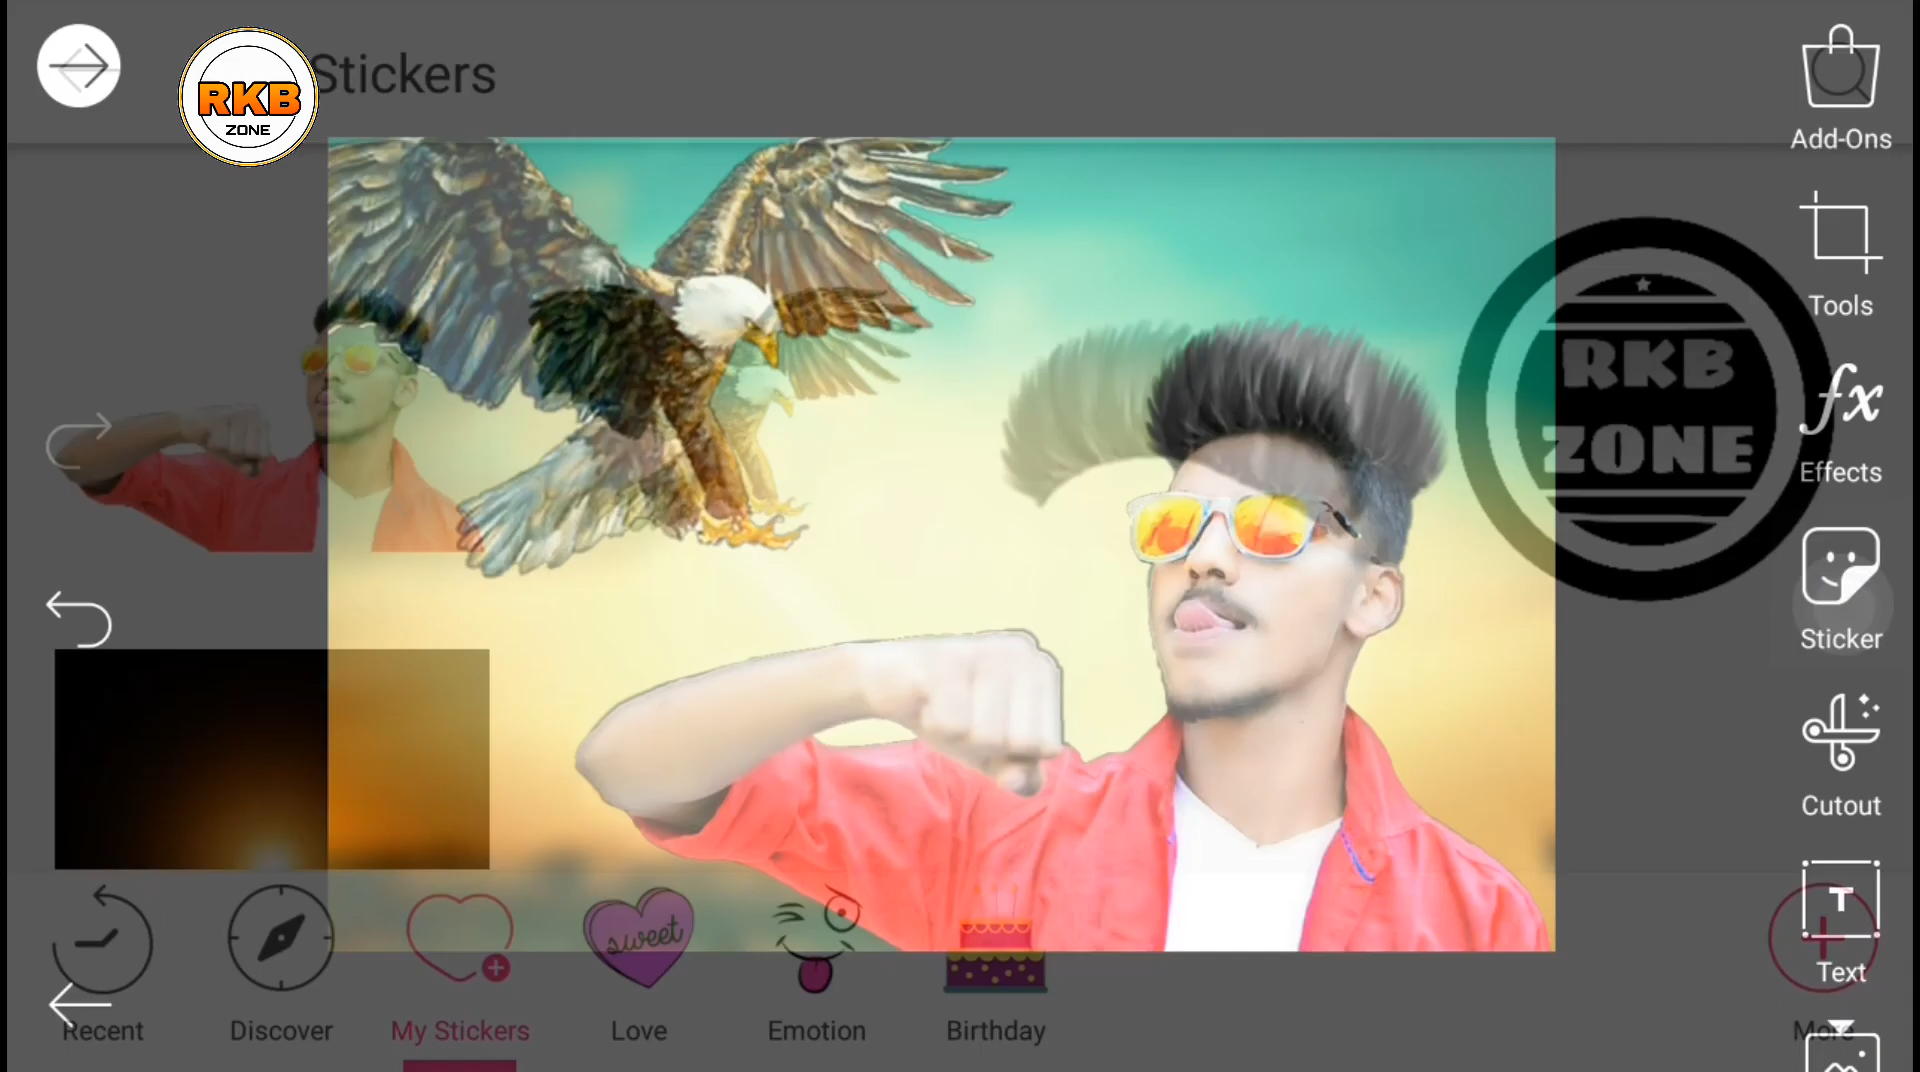 Stickers
RKB
ZONE
Add-Ons
Tools
RKB
ZONE
Effects
Sticker
Cutout
Text
sweet
Recent
Discover
My Stickers
Love
Emotion
Birthday
More